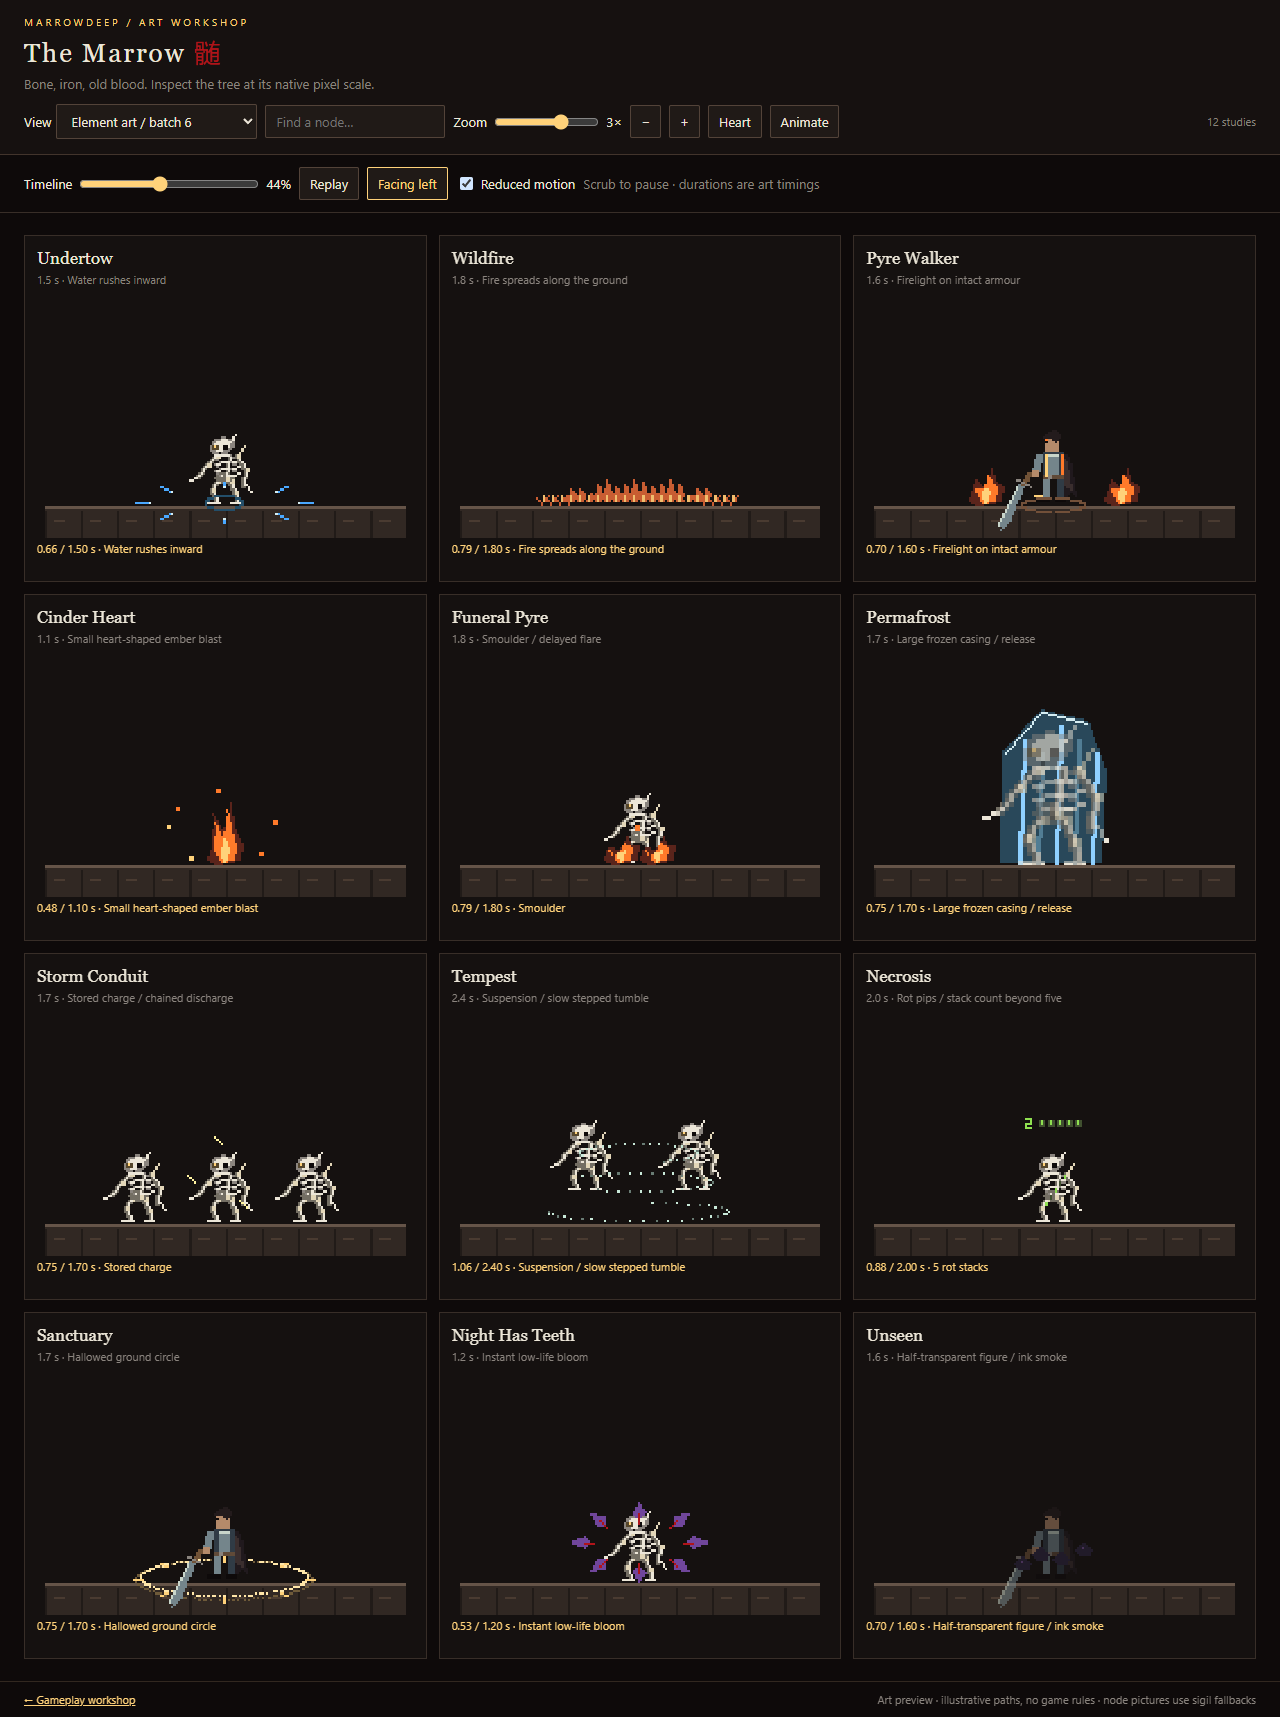 MARROWDEEP / ART WORKSHOP
The Marrow 髄
Bone, iron, old blood. Inspect the tree at its native pixel scale.
View Element art / batch 6 Find a node... Zoom 3× − + Heart Animate 12 studies
Timeline 44% Replay Facing left Reduced motion Scrub to pause · durations are art timings
Undertow
1.5 s · Water rushes inward
0.66 / 1.50 s · Water rushes inward
Wildfire
1.8 s · Fire spreads along the ground
0.79 / 1.80 s · Fire spreads along the ground
Pyre Walker
1.6 s · Firelight on intact armour
0.70 / 1.60 s · Firelight on intact armour
Cinder Heart
1.1 s · Small heart-shaped ember blast
0.48 / 1.10 s · Small heart-shaped ember blast
Funeral Pyre
1.8 s · Smoulder / delayed flare
0.79 / 1.80 s · Smoulder
Permafrost
1.7 s · Large frozen casing / release
0.75 / 1.70 s · Large frozen casing / release
Storm Conduit
1.7 s · Stored charge / chained discharge
0.75 / 1.70 s · Stored charge
Tempest
2.4 s · Suspension / slow stepped tumble
1.06 / 2.40 s · Suspension / slow stepped tumble
Necrosis
2.0 s · Rot pips / stack count beyond five
2
0.88 / 2.00 s · 5 rot stacks
Sanctuary
1.7 s · Hallowed ground circle
0.75 / 1.70 s · Hallowed ground circle
Night Has Teeth
1.2 s · Instant low-life bloom
0.53 / 1.20 s · Instant low-life bloom
Unseen
1.6 s · Half-transparent figure / ink smoke
0.70 / 1.60 s · Half-transparent figure / ink smoke
← Gameplay workshop
Art preview · illustrative paths, no game rules · node pictures use sigil fallbacks